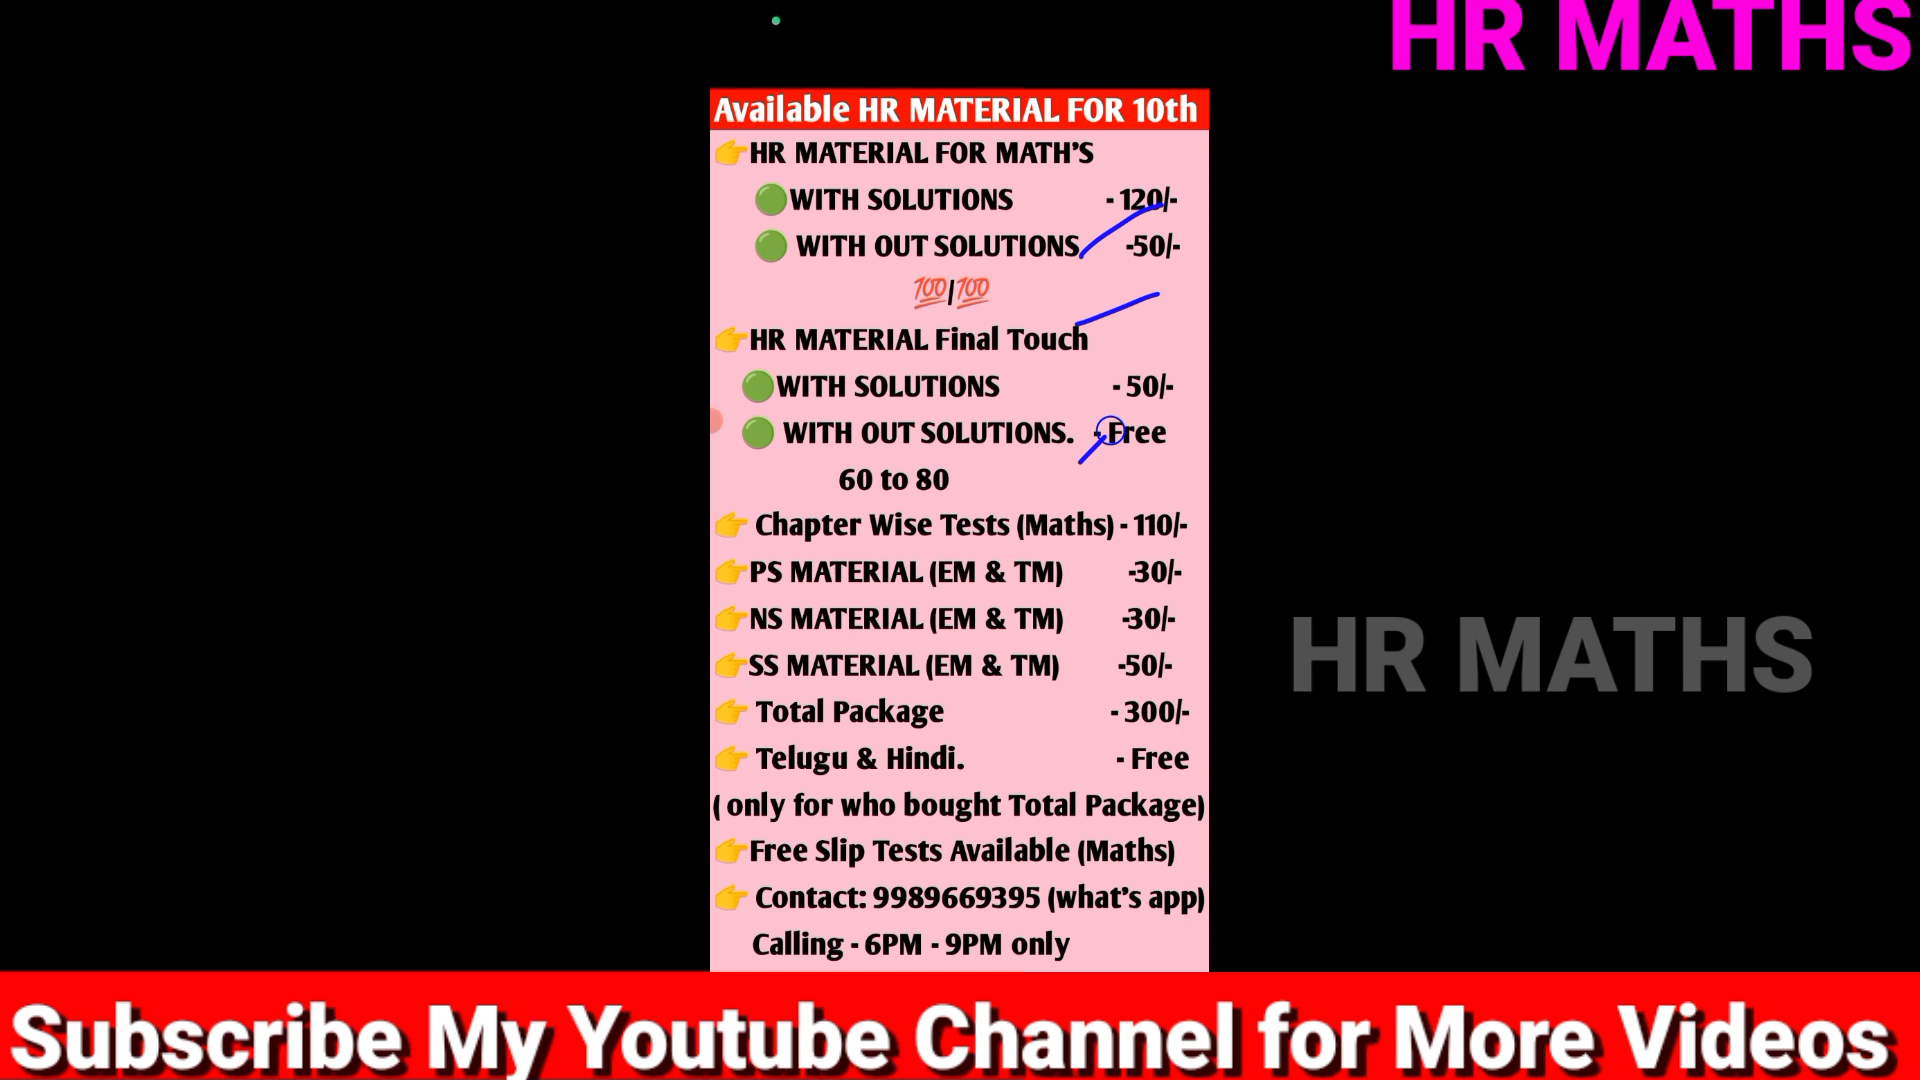 HR MATHS
Available HR MATERIAL FOR 10th
👉HR MATERIAL FOR MATH'S
🟢WITH SOLUTIONS - 120/-
🟢 WITH OUT SOLUTIONS -50/-
💯|💯
👉HR MATERIAL Final Touch
🟢WITH SOLUTIONS - 50/-
🟢 WITH OUT SOLUTIONS. - Free
60 to 80
👉 Chapter Wise Tests (Maths) - 110/-
👉PS MATERIAL (EM & TM) -30/-
👉NS MATERIAL (EM & TM) -30/-
👉SS MATERIAL (EM & TM) -50/-
👉 Total Package - 300/-
👉 Telugu & Hindi. - Free
( only for who bought Total Package)
👉Free Slip Tests Available (Maths)
👉 Contact: 9989669395 (what's app)
Calling - 6PM - 9PM only
HR MATHS
Subscribe My Youtube Channel for More Videos